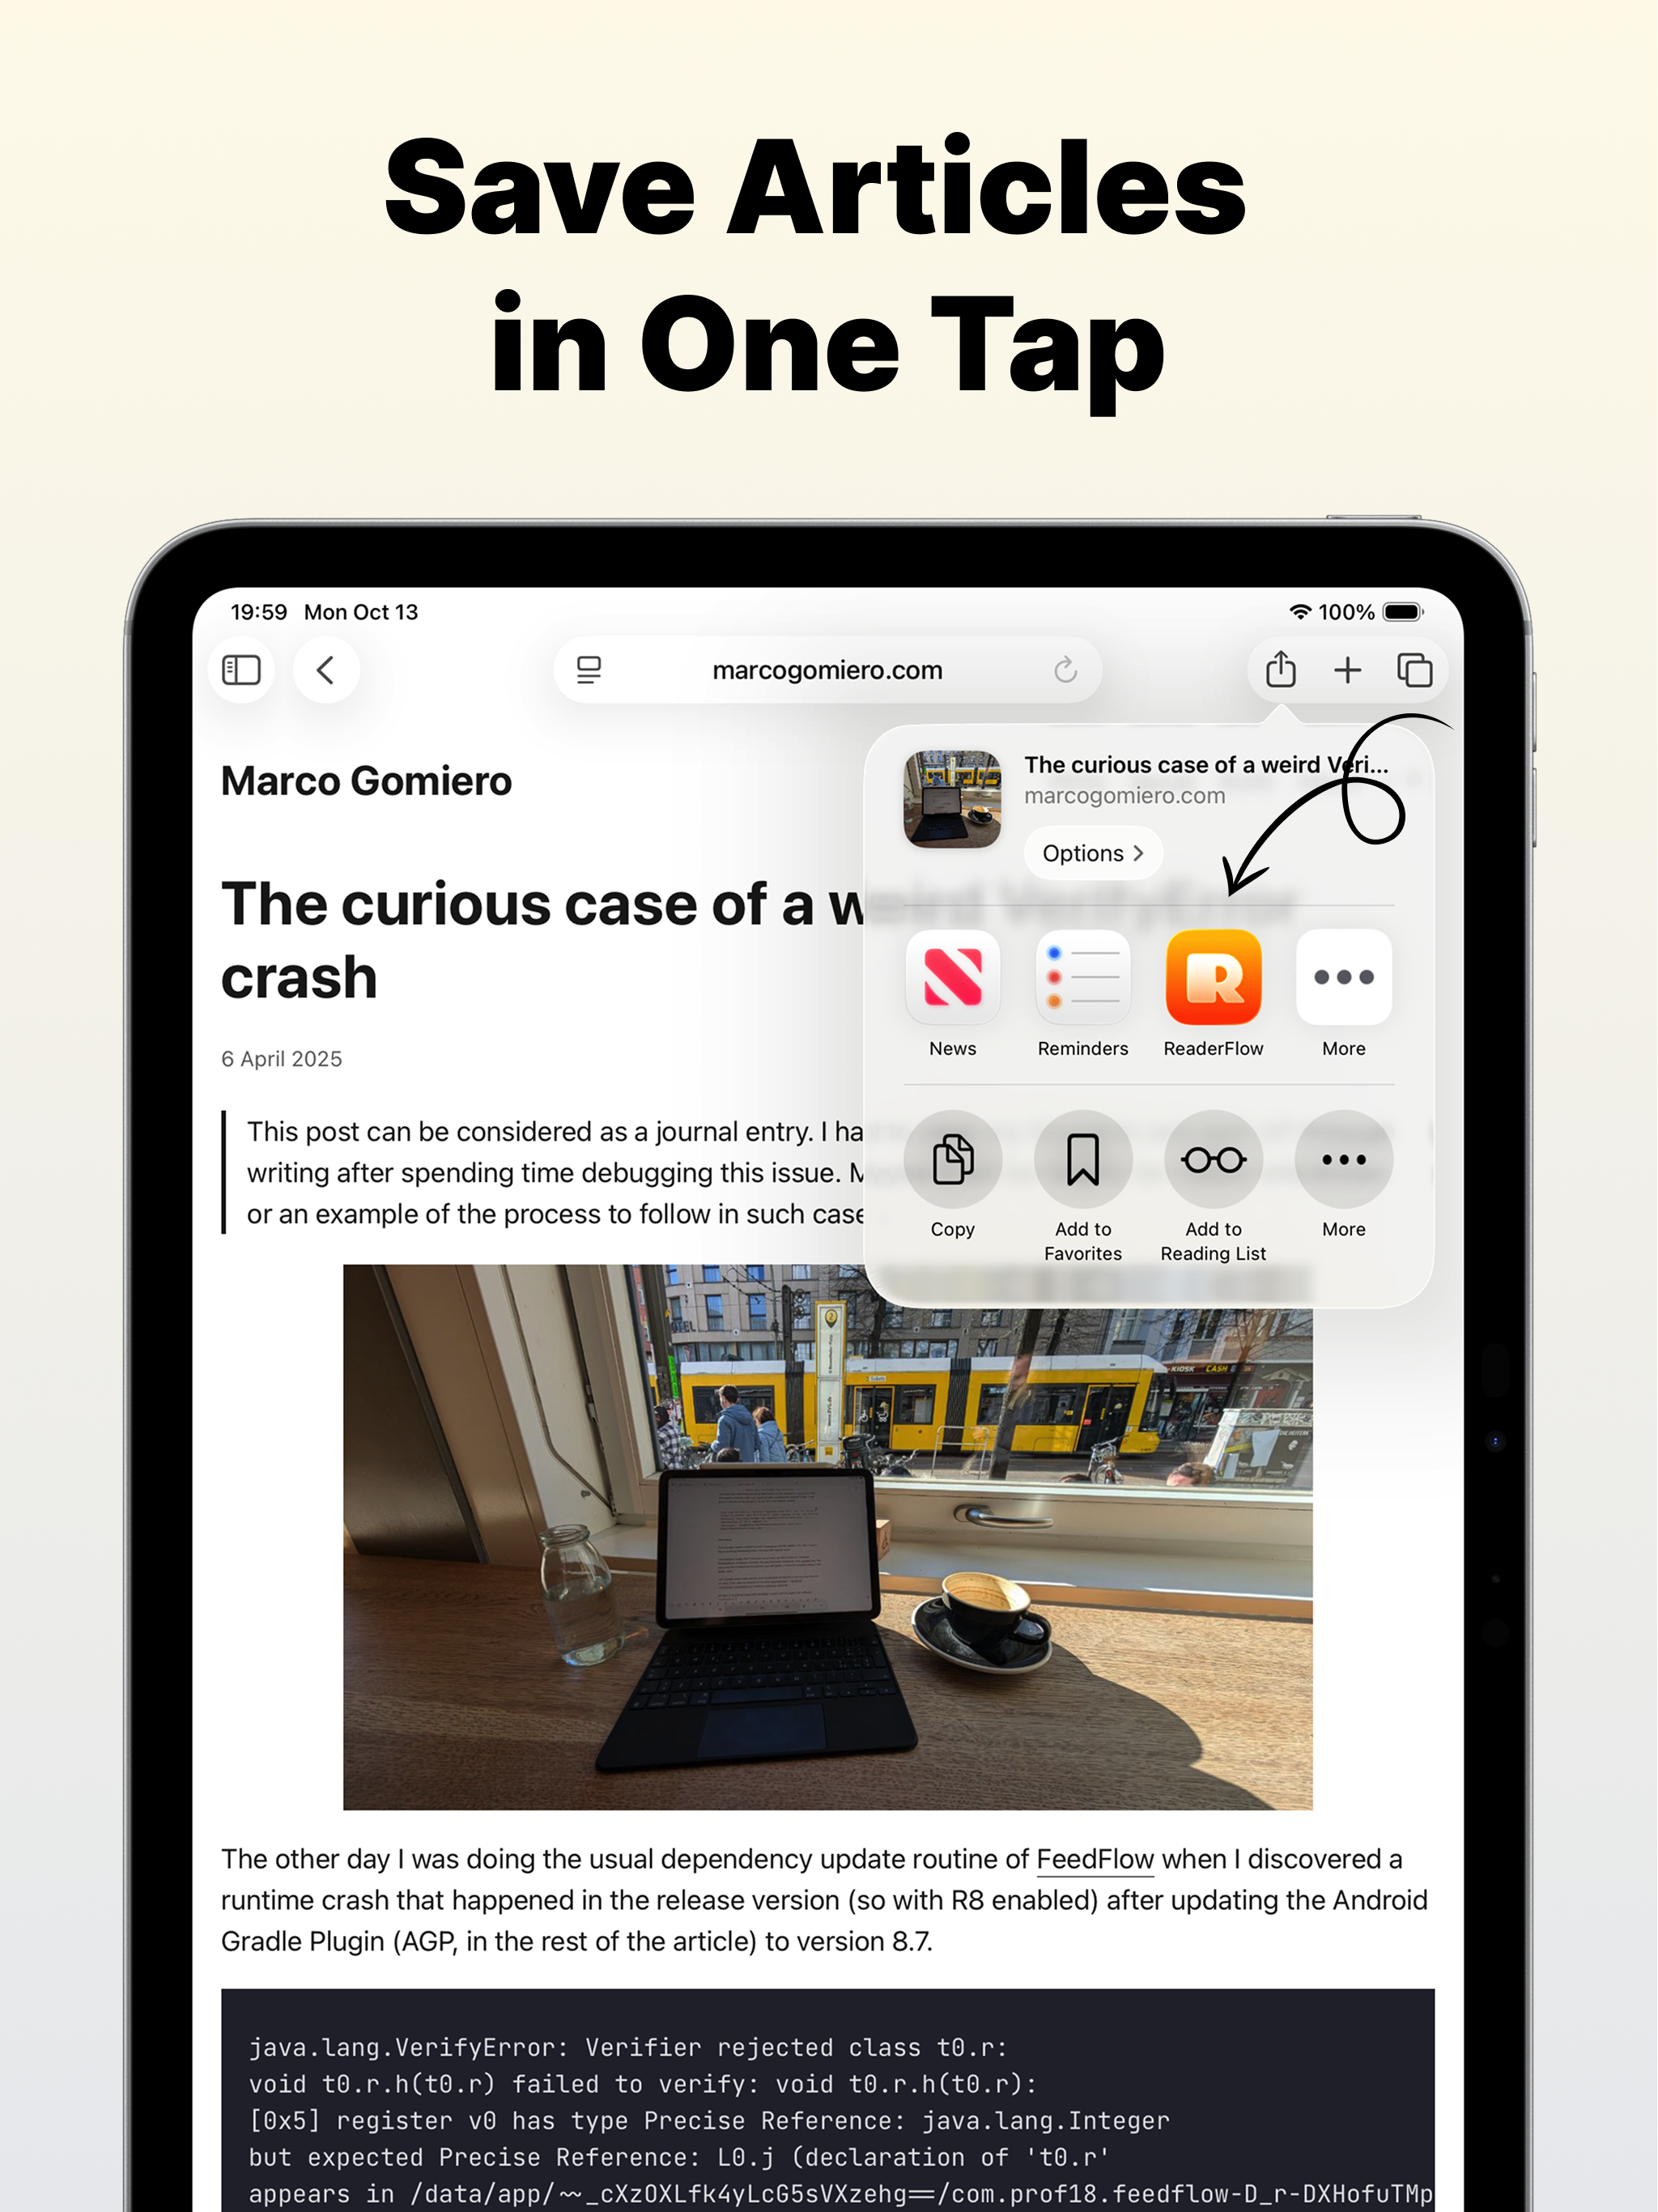 Save Articles
in One Tap
19:59 Mon Oct 13
100%
marcogomiero.com
Marco Gomiero
The curious case of a weird Veri...
marcogomiero.com
Options
The curious case of a weird VerifyError
crash
News
Reminders
ReaderFlow
More
6 April 2025
This post can be considered as a journal entry. I ha
writing after spending time debugging this issue.
or an example of the process to follow in such case
Copy
Add to
Favorites
Add to
Reading List
More
KIOSK CASH
The other day I was doing the usual dependency update routine of FeedFlow when I discovered a
runtime crash that happened in the release version (so with R8 enabled) after updating the Android
Gradle Plugin (AGP, in the rest of the article) to version 8.7.
java.lang.VerifyError: Verifier rejected class t0.r:
void t0.r.h(t0.r) failed to verify: void t0.r.h(t0.r):
[0x5] register v0 has type Precise Reference: java.lang.Integer
but expected Precise Reference: L0.j (declaration of 't0.r'
appears in /data/app/~~_cXzOXLfk4yLcG5sVXzehg==/com.prof18.feedflow-D_r-DXHofuTMp